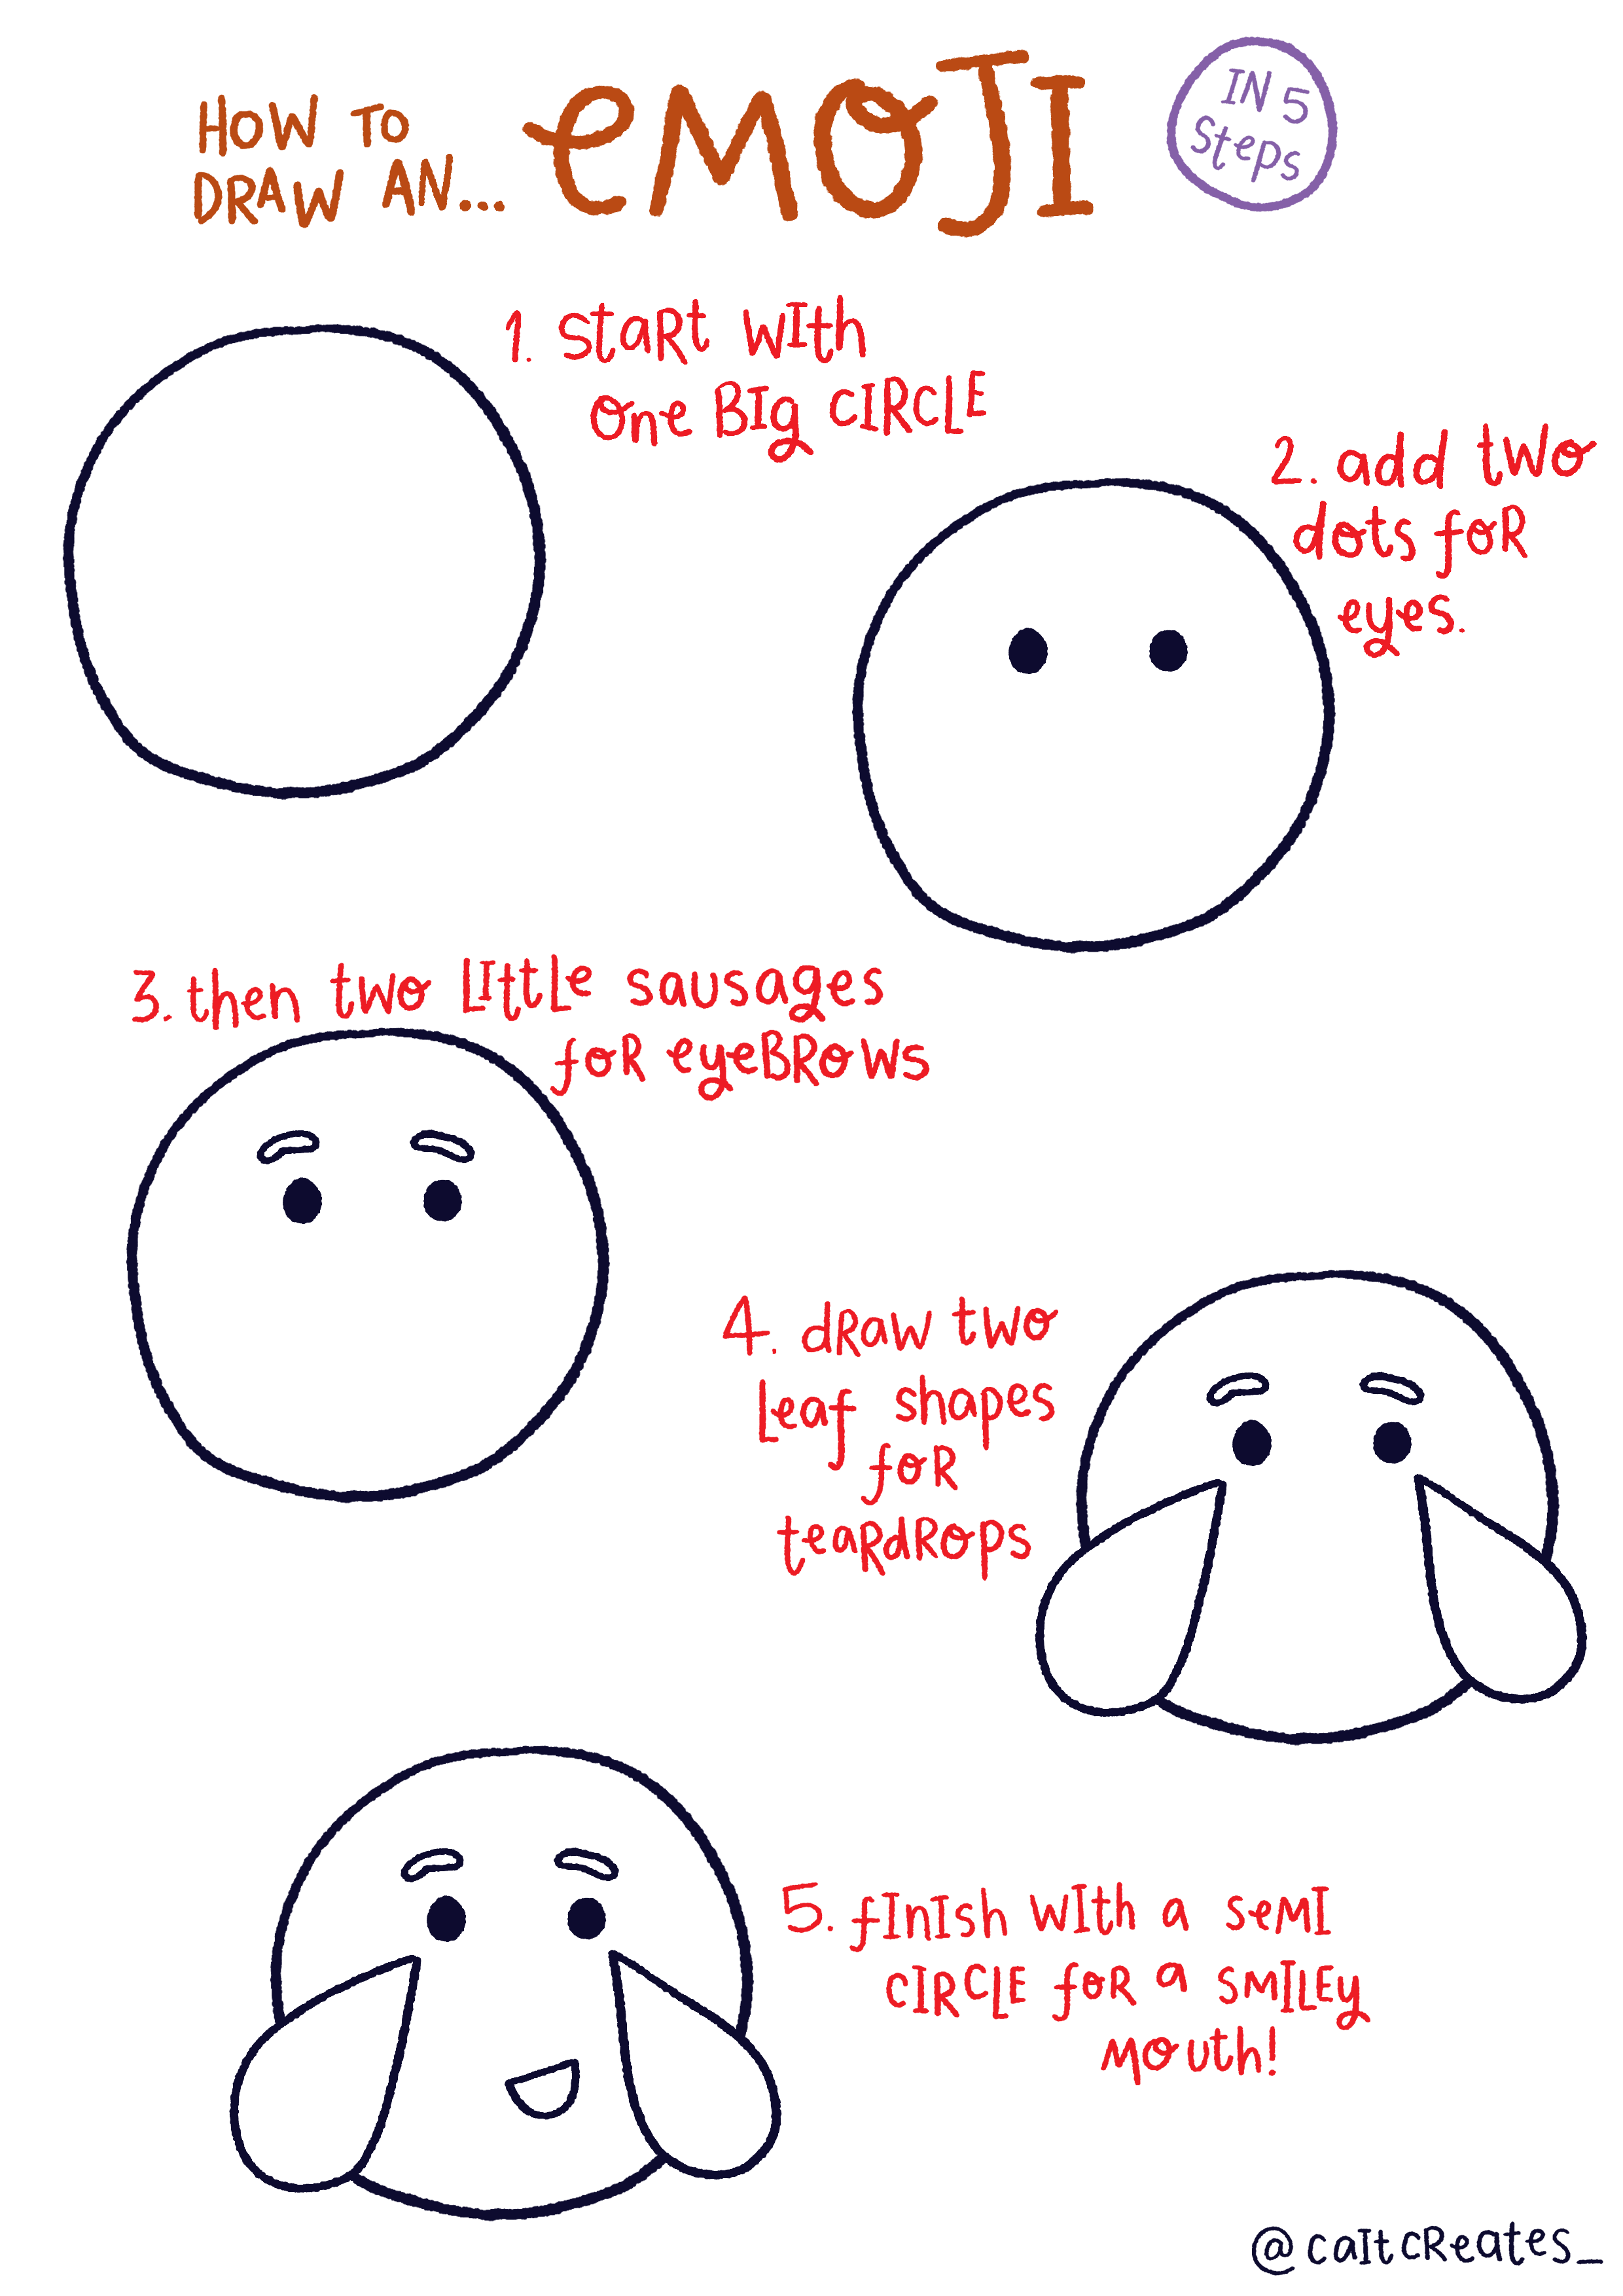 HOW TO
DRAW AN... eMOJI
IN 5
Steps
1. StaRt WIth
one BIg CIRCLE
2. add two
dots foR
eyes.
3. then two LIttLe sausages
foR eyeBRows
4. dRaw two
Leaf shapes
foR
teaRdRops
5. fInIsh WIth a seMI
CIRCLE foR a SMILEy
Mouth!
@caItcReates_